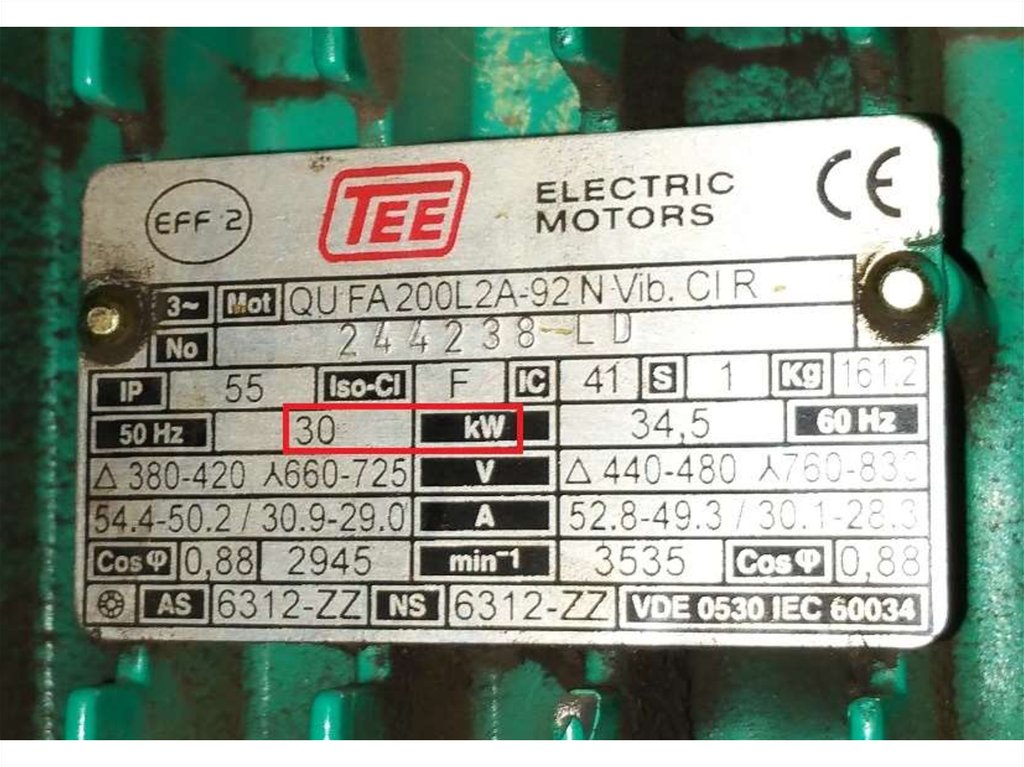 EFF 2 TEE ELECTRIC MOTORS CE
3~ Mot QU FA 200L2A-92 N Vib. Cl R
No 244238-LD
IP 55 Iso-Cl F IC 41 S 1 Kg 161.2
50 Hz 30 kW 34,5 60 Hz
△ 380-420 ⅄660-725 V △ 440-480 ⅄760-830
54.4-50.2 / 30.9-29.0 A 52.8-49.3 / 30.1-28.3
Cos φ 0,88 2945 min⁻¹ 3535 Cos φ 0,88
AS 6312-ZZ NS 6312-ZZ VDE 0530 IEC 60034